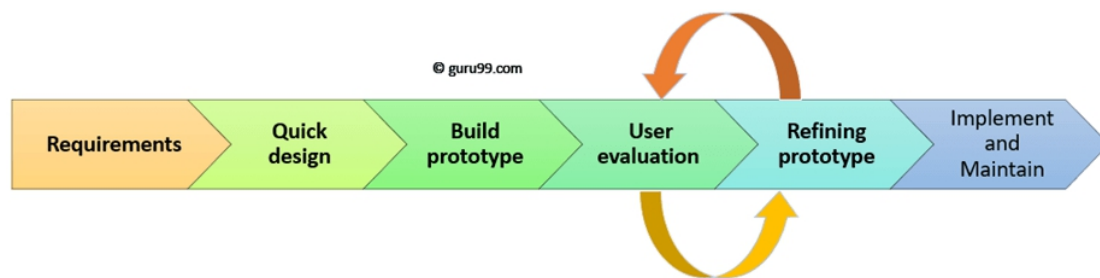 © guru99.com
Requirements
Quick
design
Build
prototype
User
evaluation
Refining
prototype
Implement
and
Maintain